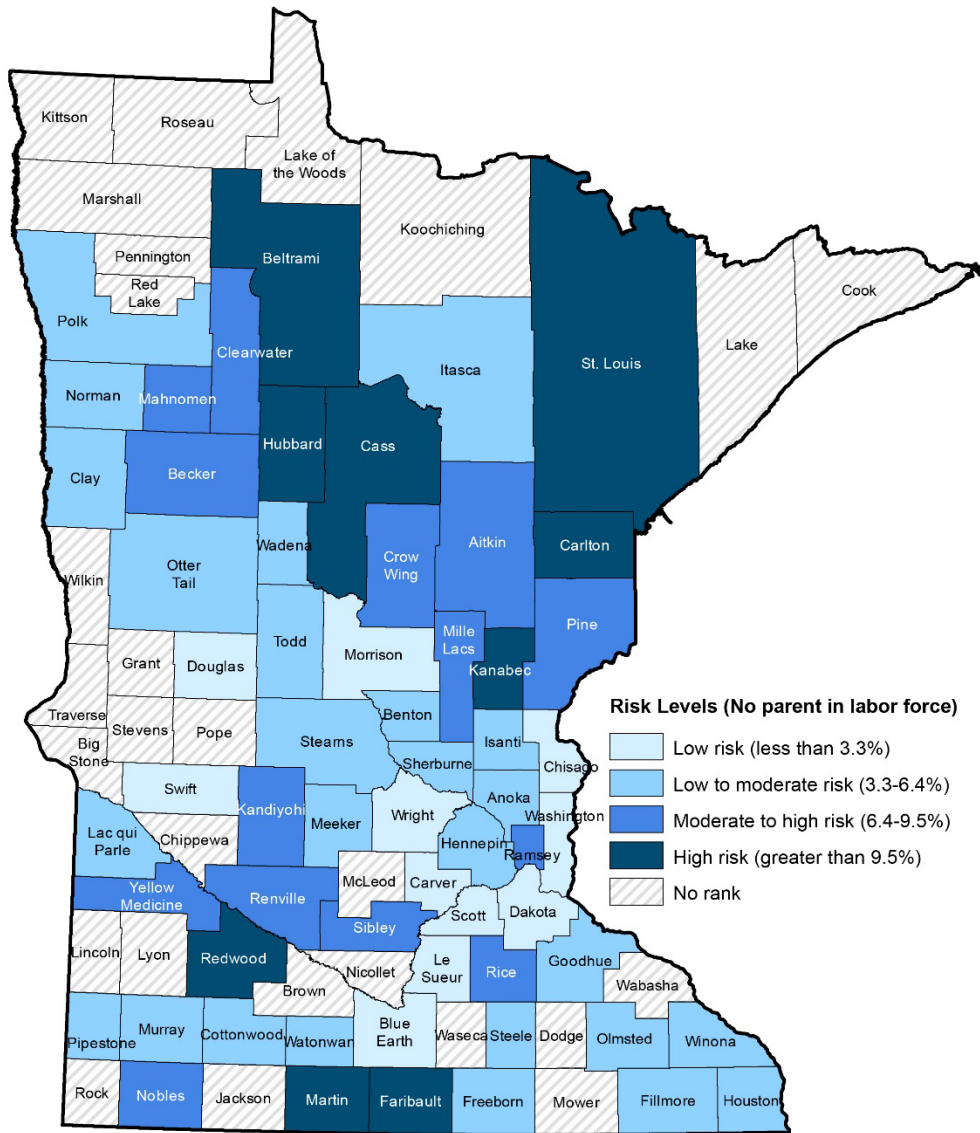 Kittson
Roseau
Lake of
the Woods
Marshall
Koochiching
Pennington
Beltrami
Red
Lake
Cook
Polk
Lake
Clearwater
St. Louis
Itasca
Norman
Mahnomen
Hubbard
Cass
Becker
Clay
Aitkin
Wadena
Carlton
Otter
Tail
Crow
Wing
Wilkin
Mille
Lacs
Pine
Todd
Morrison
Grant
Douglas
Kanabec
Traverse
Benton
Stevens
Pope
Big
Stone
Stearns
Isanti
Sherburne
Chisago
Swift
Anoka
Kandiyohi
Wright
Washington
Meeker
Lac qui
Parle
Chippewa
Hennepin
Ramsey
McLeod
Carver
Yellow
Medicine
Renville
Scott
Dakota
Sibley
Lincoln
Lyon
Redwood
Le
Sueur
Rice
Goodhue
Nicollet
Wabasha
Brown
Pipestone
Murray
Cottonwood
Watonwan
Blue
Earth
Waseca
Steele
Dodge
Olmsted
Winona
Rock
Nobles
Jackson
Martin
Faribault
Freeborn
Mower
Fillmore
Houston
Risk Levels (No parent in labor force)
Low risk (less than 3.3%)
Low to moderate risk (3.3-6.4%)
Moderate to high risk (6.4-9.5%)
High risk (greater than 9.5%)
No rank